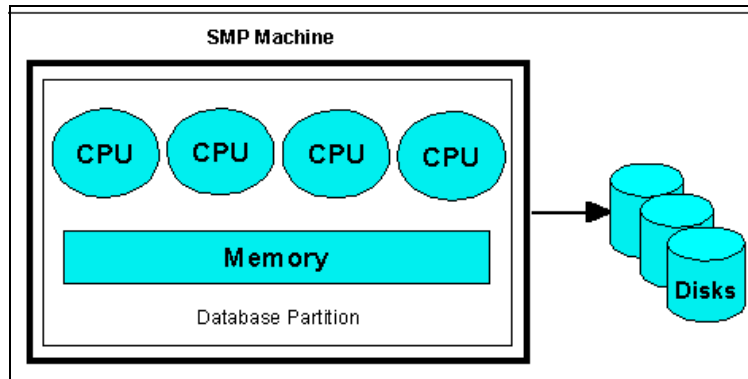 SMP Machine
CPU CPU CPU CPU
Memory
Database Partition
Disks